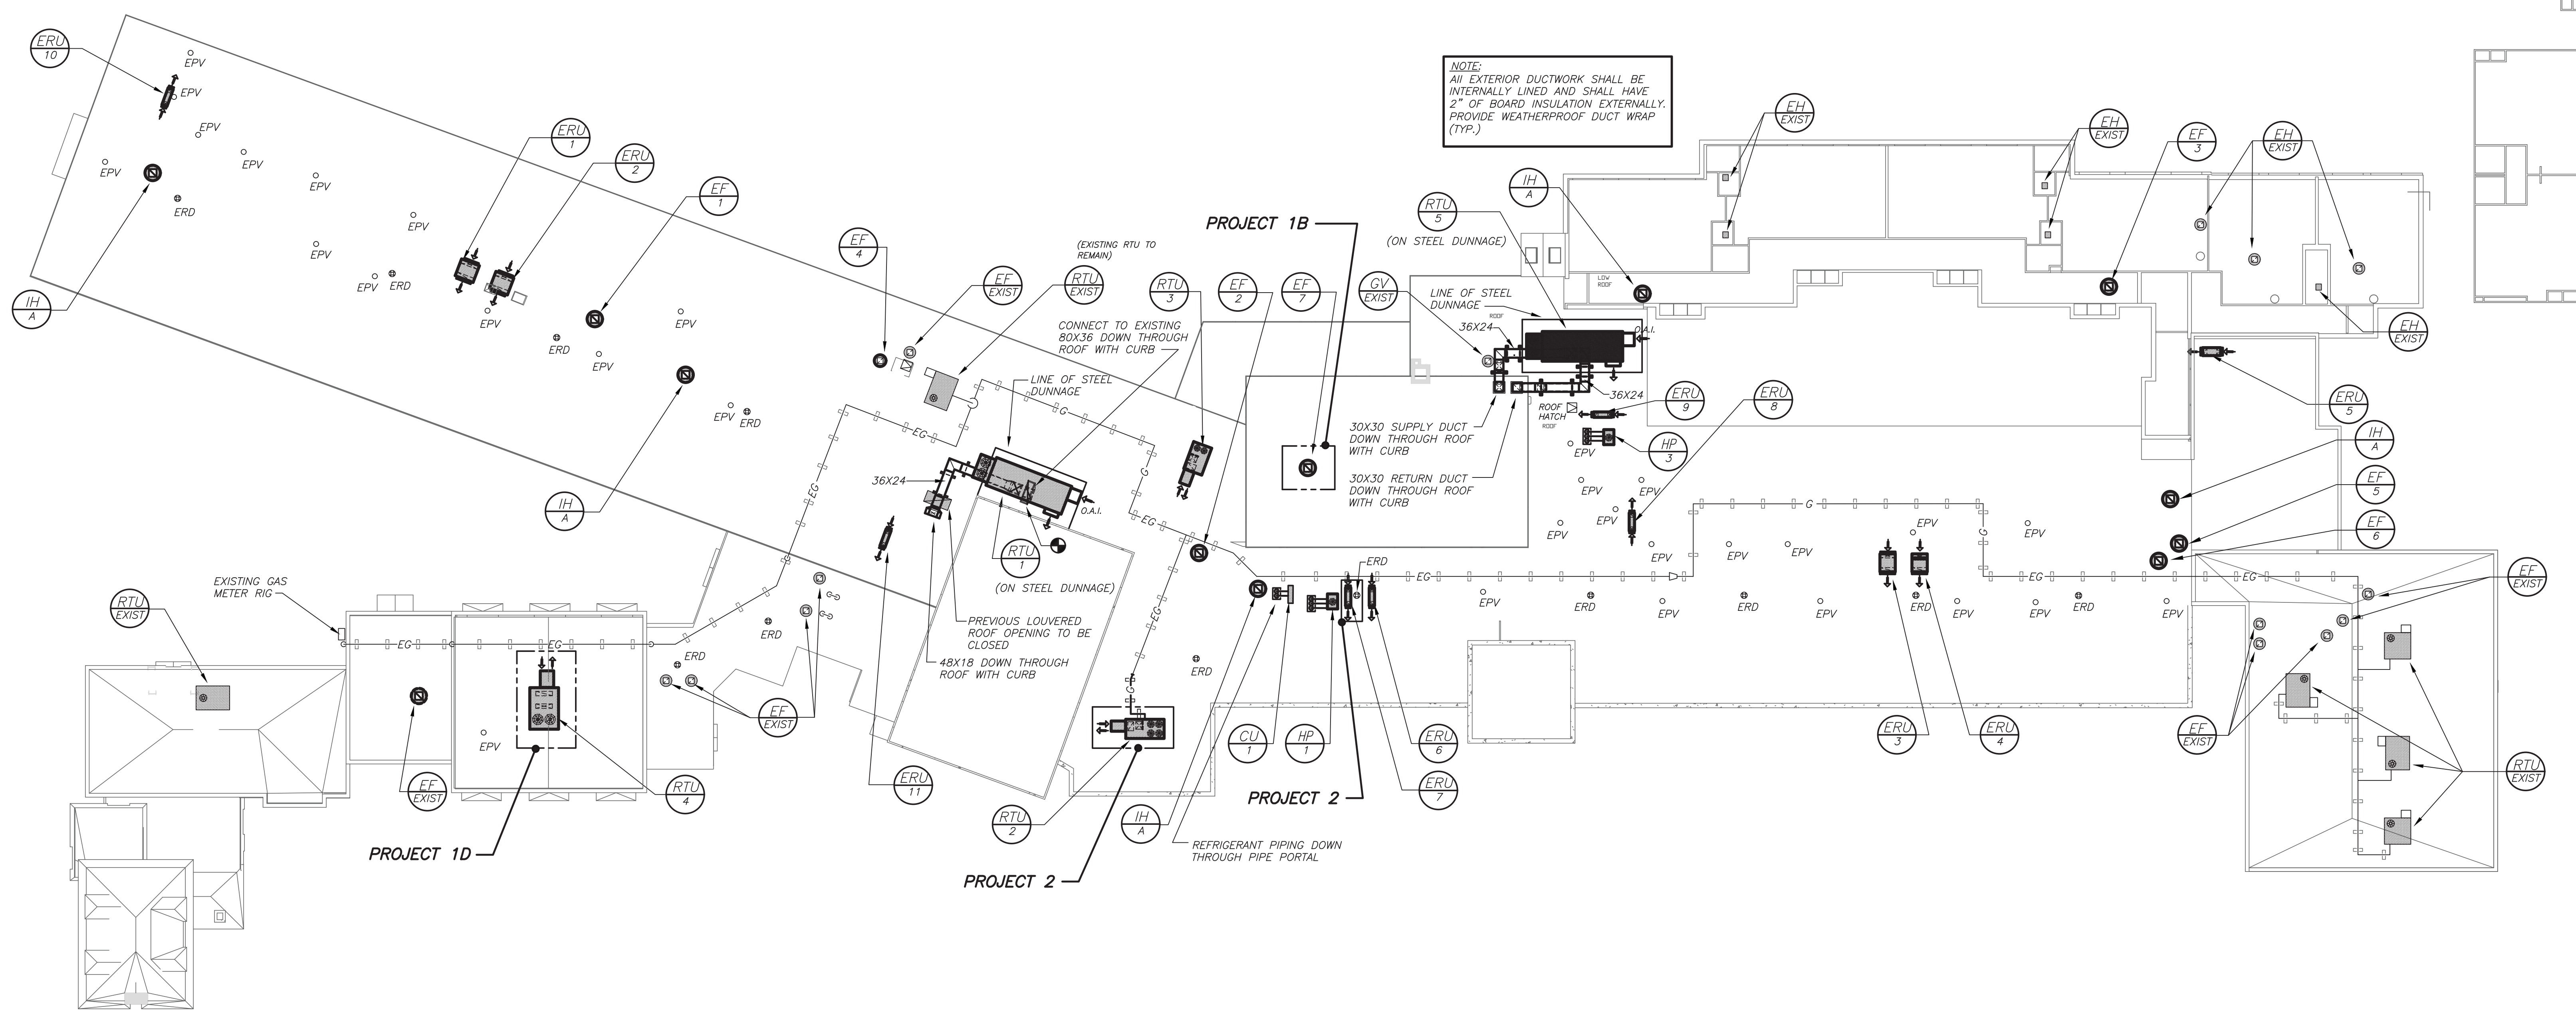 NOTE:
All EXTERIOR DUCTWORK SHALL BE
INTERNALLY LINED AND SHALL HAVE
2" OF BOARD INSULATION EXTERNALLY.
PROVIDE WEATHERPROOF DUCT WRAP
(TYP.)
ERU
10
EPV
EPV
EPV
EPV
EPV
EPV
ERD
EPV
EPV
EPV
ERD
ERU
1
ERU
2
EF
1
IH
A
EPV
EPV
ERD
EPV
EPV
ERD
IH
A
EF
4
EF
EXIST
(EXISTING RTU TO
REMAIN)
RTU
EXIST
CONNECT TO EXISTING
80X36 DOWN THROUGH
ROOF WITH CURB
LINE OF STEEL
DUNNAGE
RTU
3
EF
2
EF
7
PROJECT 1B
GV
EXIST
RTU
5
(ON STEEL DUNNAGE)
IH
A
LINE OF STEEL
DUNNAGE
ROOF
36X24
O.A.I.
LOW
ROOF
EH
EXIST
EH
EXIST
EF
3
EH
EXIST
EH
EXIST
36X24
ROOF
HATCH
ROOF
ERU
9
ERU
8
HP
3
30X30 SUPPLY DUCT
DOWN THROUGH ROOF
WITH CURB
30X30 RETURN DUCT
DOWN THROUGH ROOF
WITH CURB
EPV
EPV
EPV
EPV
EPV
EPV
EPV
EPV
EPV
EPV
ERU
5
IH
A
EF
5
EF
6
EF
EXIST
G
EG
EG
G
EG
36X24
O.A.I.
RTU
1
(ON STEEL DUNNAGE)
PREVIOUS LOUVERED
ROOF OPENING TO BE
CLOSED
48X18 DOWN THROUGH
ROOF WITH CURB
EG
G
G
EG
EG
EG
ERD
EPV
ERD
EPV
ERD
EPV
ERD
EPV
EPV
ERD
EPV
EXISTING GAS
METER RIG
RTU
EXIST
EG
EG
ERD
ERD
EPV
EF
EXIST
EF
EXIST
RTU
4
PROJECT 1D
ERU
11
RTU
2
PROJECT 2
ERD
IH
A
CU
1
HP
1
ERU
6
ERU
7
PROJECT 2
REFRIGERANT PIPING DOWN
THROUGH PIPE PORTAL
ERU
3
ERU
4
EF
EXIST
RTU
EXIST